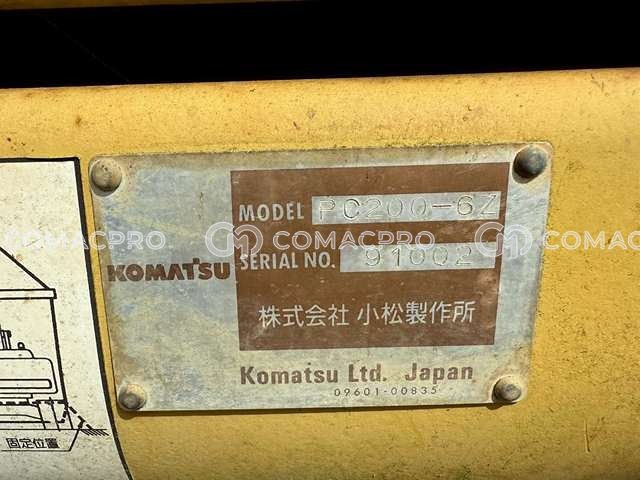 MODEL PC200-6Z
SERIAL NO. 91002
KOMATSU
株式会社 小松製作所
Komatsu Ltd. Japan
09601-00835
固定位置
COMACPRO. COMACPRO. COMAC